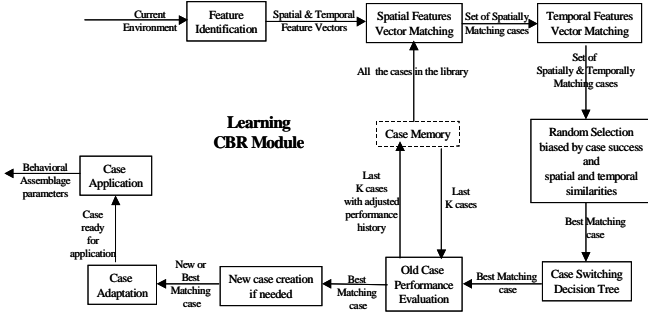 Current
Environment
Feature
Identification
Spatial & Temporal
Feature Vectors
Spatial Features
Vector Matching
Set of Spatially
Matching cases
Temporal Features
Vector Matching
All the cases in the library
Set of
Spatially & Temporally
Matching cases
Learning
CBR Module
Case Memory
Random Selection
biased by case success
and
spatial and temporal
similarities
Behavioral
Assemblage
parameters
Case
Application
Last
K cases
with adjusted
performance
history
Last
K cases
Case
ready
for
application
Best Matching
case
Case
Adaptation
New or
Best
Matching
case
New case creation
if needed
Best
Matching
case
Old Case
Performance
Evaluation
Best Matching
case
Case Switching
Decision Tree